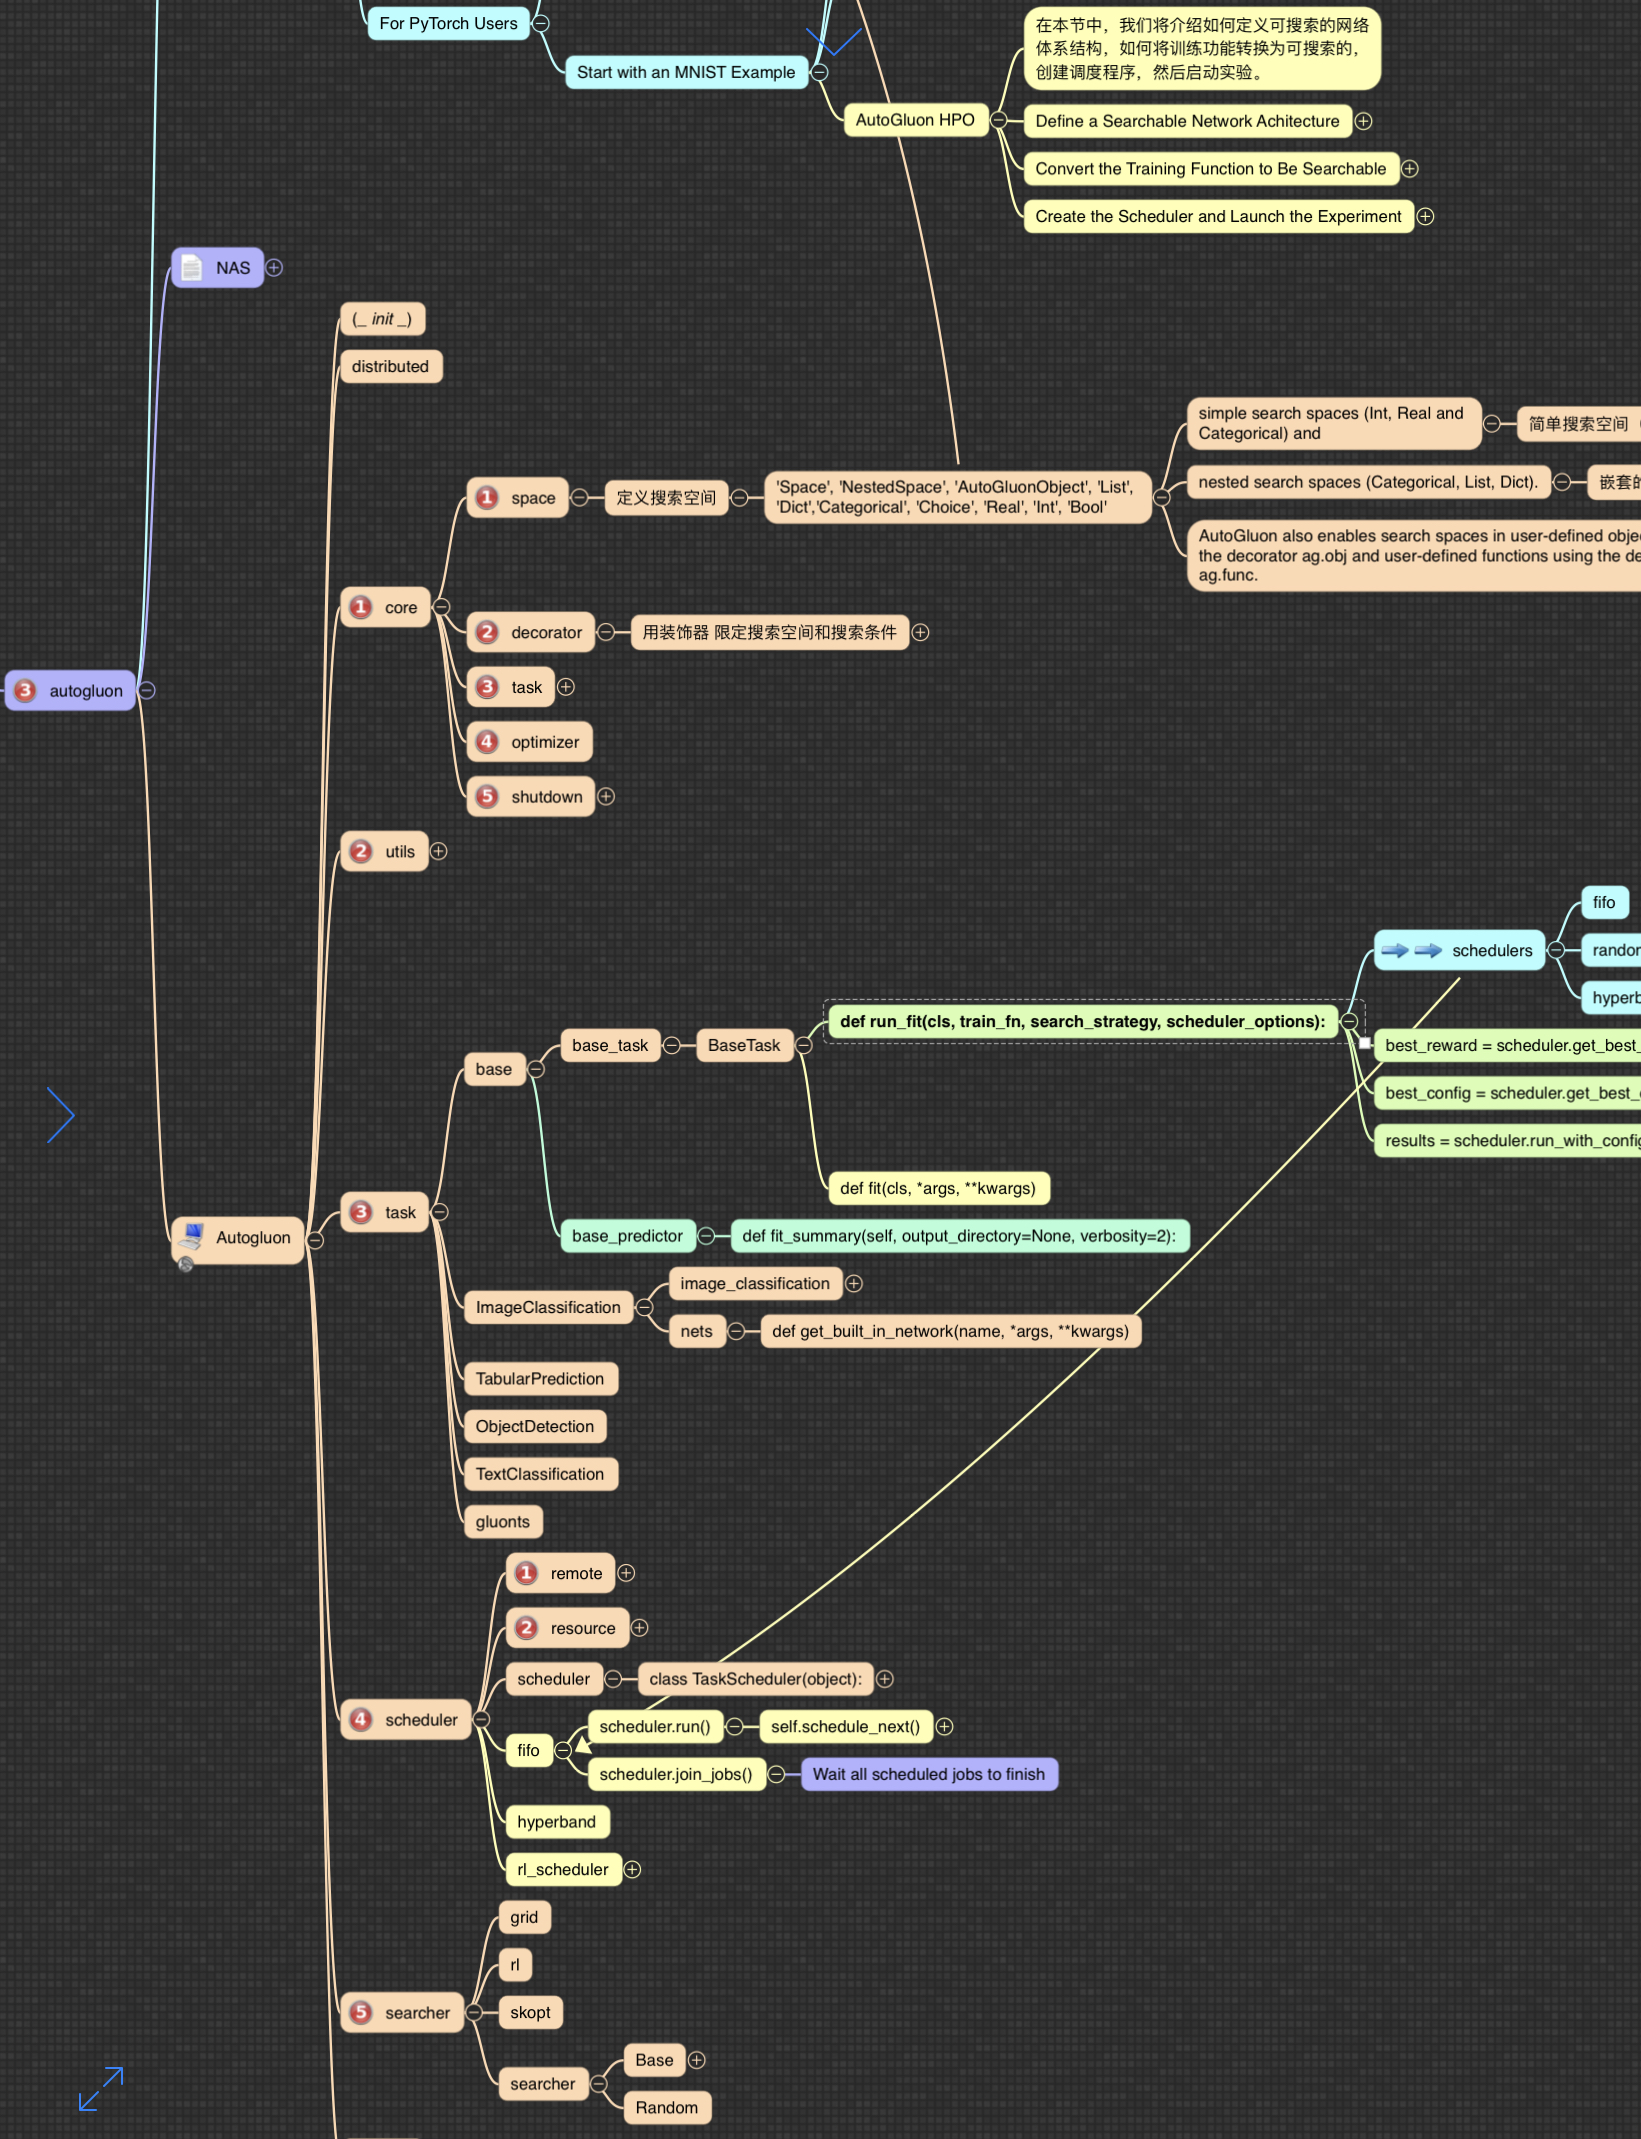 For PyTorch Users
Start with an MNIST Example
在本节中，我们将介绍如何定义可搜索的网络
体系结构，如何将训练功能转换为可搜索的，
创建调度程序，然后启动实验。
AutoGluon HPO
Define a Searchable Network Achitecture
Convert the Training Function to Be Searchable
Create the Scheduler and Launch the Experiment
NAS
(_ init _)
distributed
simple search spaces (Int, Real and
Categorical) and
简单搜索空间
1 space
定义搜索空间
'Space', 'NestedSpace', 'AutoGluonObject', 'List',
'Dict','Categorical', 'Choice', 'Real', 'Int', 'Bool'
nested search spaces (Categorical, List, Dict).
嵌套的
AutoGluon also enables search spaces in user-defined obje
the decorator ag.obj and user-defined functions using the de
ag.func.
1 core
2 decorator
用装饰器 限定搜索空间和搜索条件
3 task
3 autogluon
4 optimizer
5 shutdown
2 utils
fifo
schedulers
random
hyperb
def run_fit(cls, train_fn, search_strategy, scheduler_options):
base_task
BaseTask
best_reward = scheduler.get_best_
base
best_config = scheduler.get_best_
results = scheduler.run_with_config
def fit(cls, *args, **kwargs)
3 task
Autogluon
base_predictor
def fit_summary(self, output_directory=None, verbosity=2):
image_classification
ImageClassification
nets
def get_built_in_network(name, *args, **kwargs)
TabularPrediction
ObjectDetection
TextClassification
gluonts
1 remote
2 resource
scheduler
class TaskScheduler(object):
4 scheduler
scheduler.run()
self.schedule_next()
fifo
scheduler.join_jobs()
Wait all scheduled jobs to finish
hyperband
rl_scheduler
grid
rl
5 searcher
skopt
Base
searcher
Random